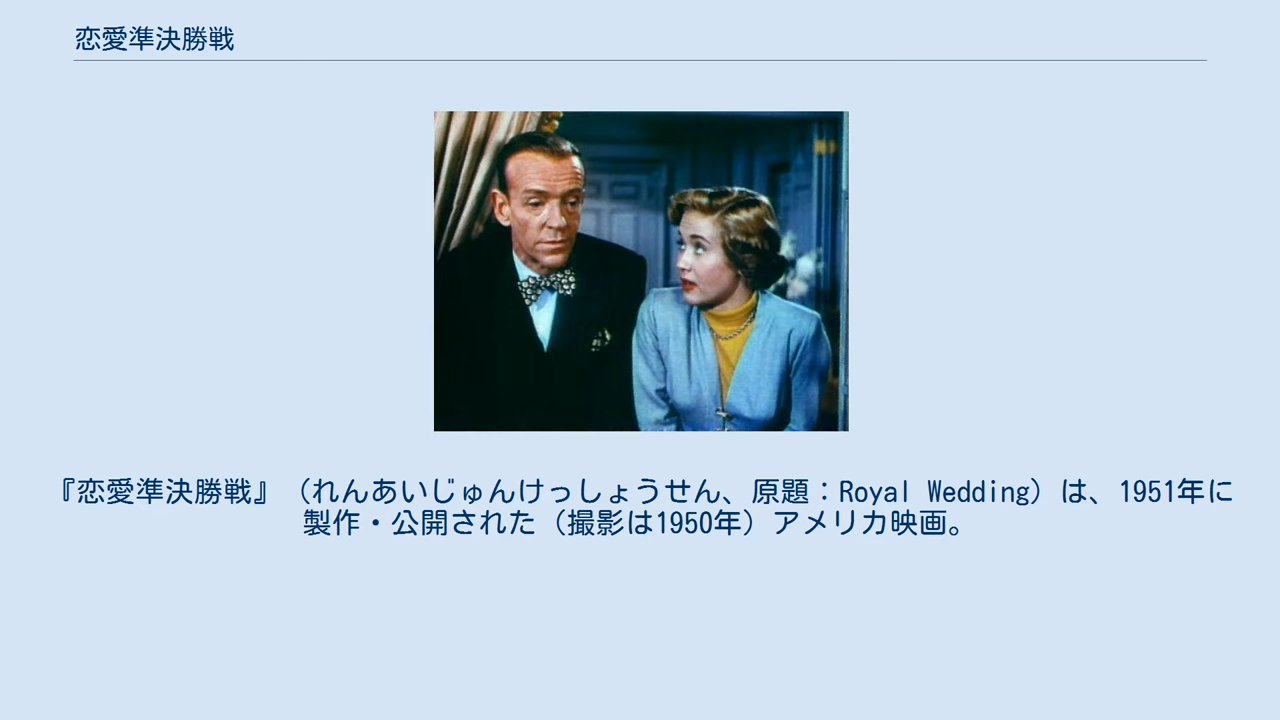 恋愛準決勝戦
『恋愛準決勝戦』（れんあいじゅんけっしょうせん、原題：Royal Wedding）は、1951年に
製作・公開された（撮影は1950年）アメリカ映画。